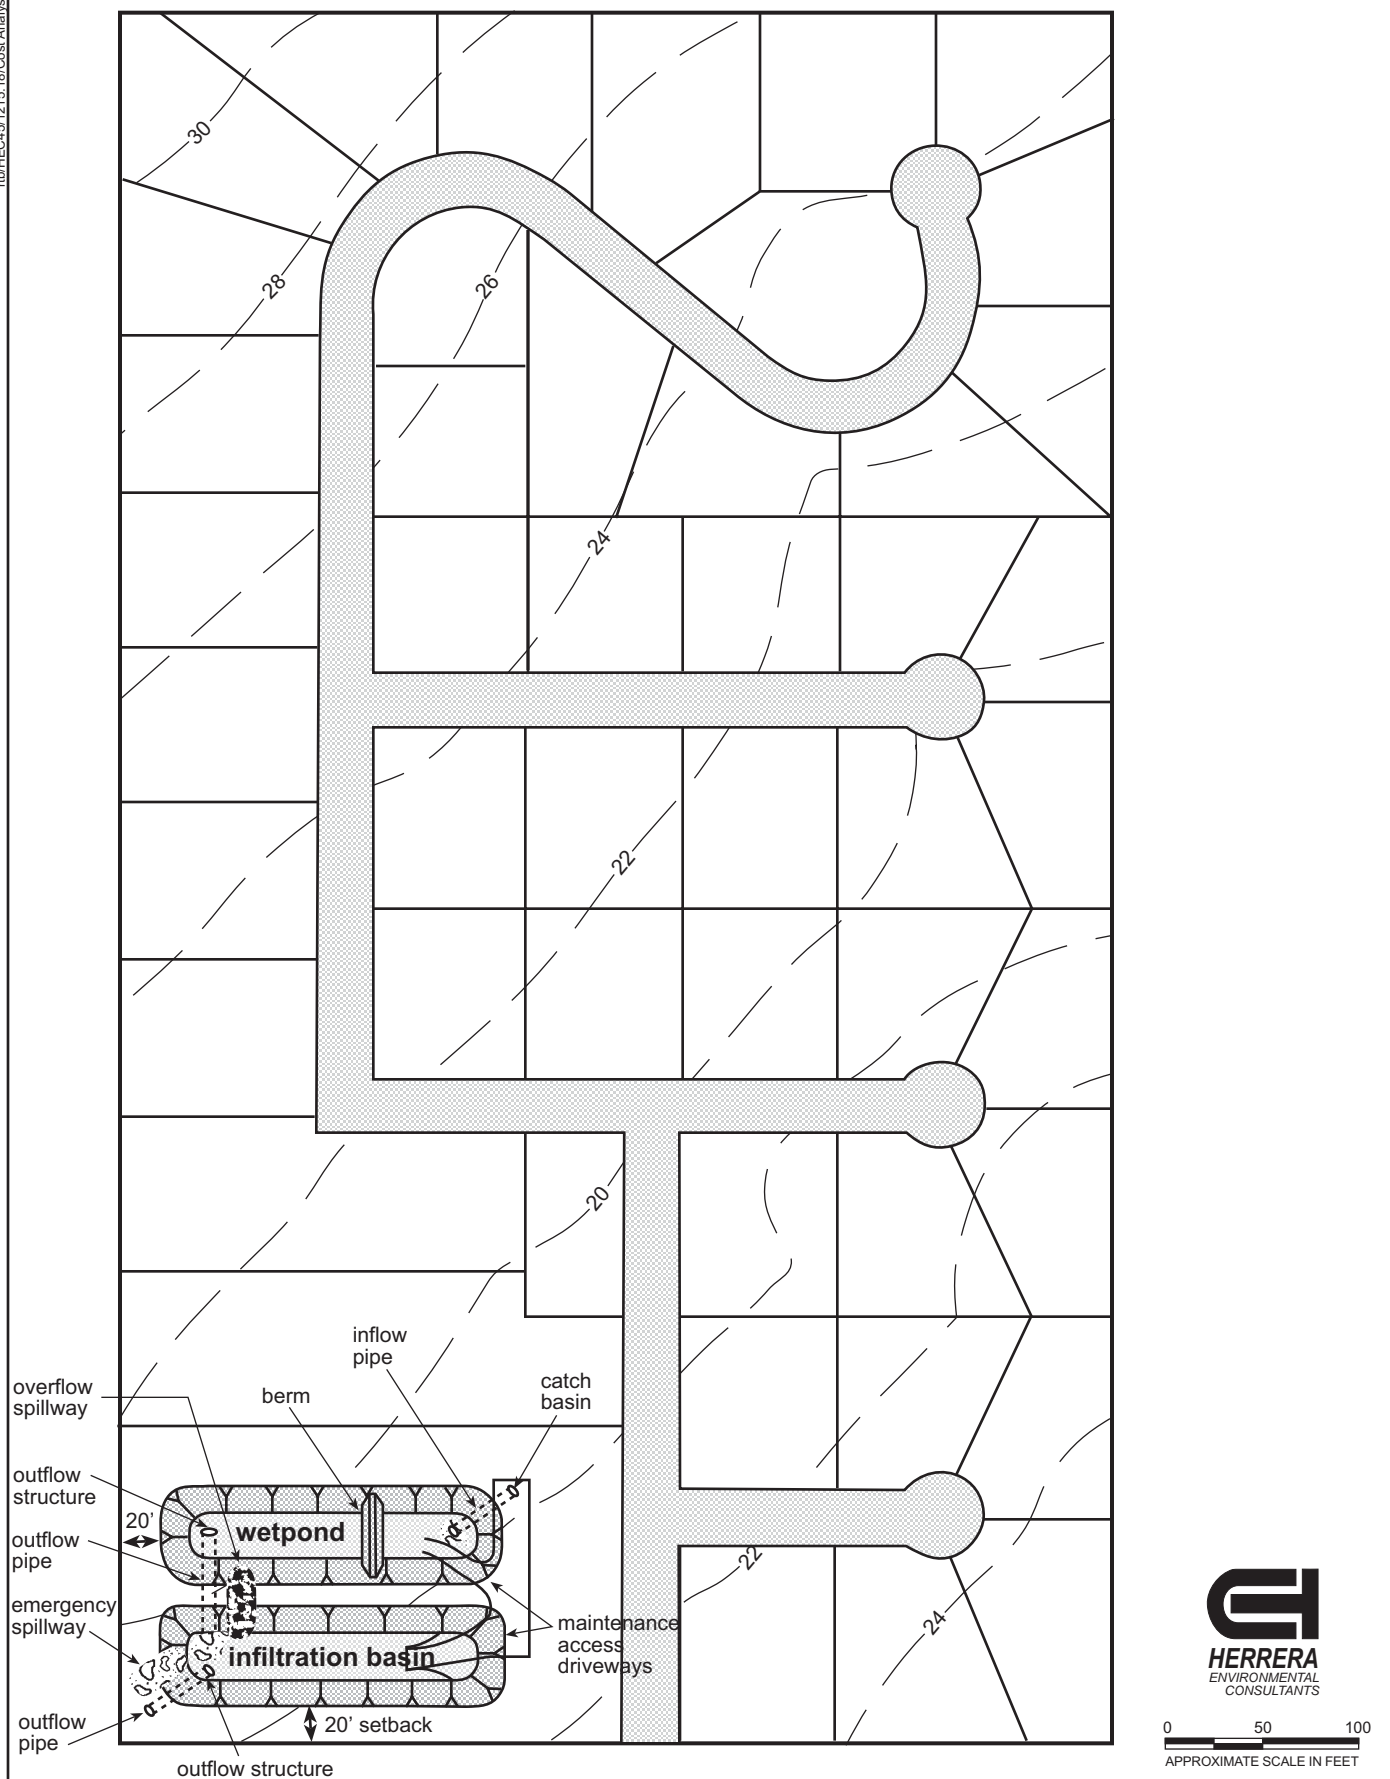 30
28
26
24
22
20
inflow
pipe
overflow
spillway
berm
catch
basin
outflow
structure
20’
wetpond
outflow
pipe
22
emergency
spillway
maintenance
access
driveways
24
infiltration basin
20’ setback
outflow
pipe
outflow structure
HERRERA
ENVIRONMENTAL
CONSULTANTS
0 50 100
APPROXIMATE SCALE IN FEET